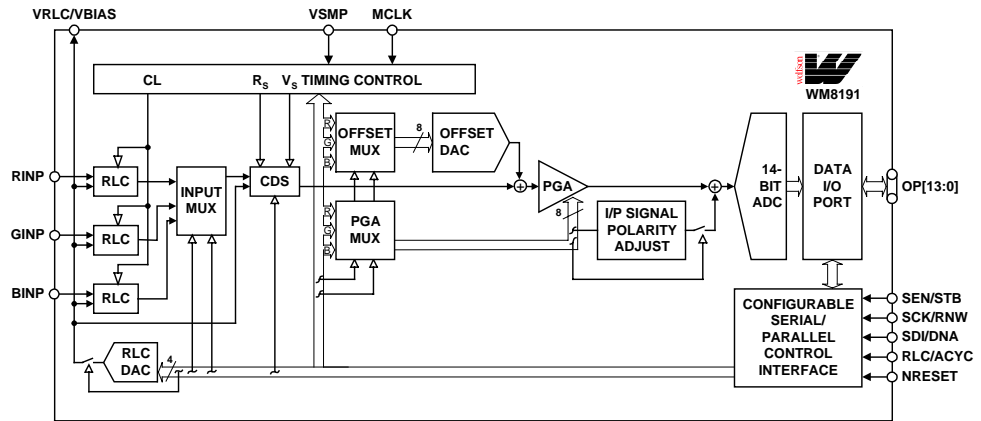 VRLC/VBIAS
VSMP
MCLK
CL
RS
VS TIMING CONTROL
wolfson
WM8191
R
G
B
OFFSET
MUX
8
OFFSET
DAC
RINP
RLC
INPUT
MUX
CDS
PGA
14-
BIT
ADC
DATA
I/O
PORT
OP[13:0]
GINP
RLC
R
G
B
PGA
MUX
8
I/P SIGNAL
POLARITY
ADJUST
BINP
RLC
CONFIGURABLE
SERIAL/
PARALLEL
CONTROL
INTERFACE
SEN/STB
SCK/RNW
SDI/DNA
RLC/ACYC
NRESET
RLC
DAC
4